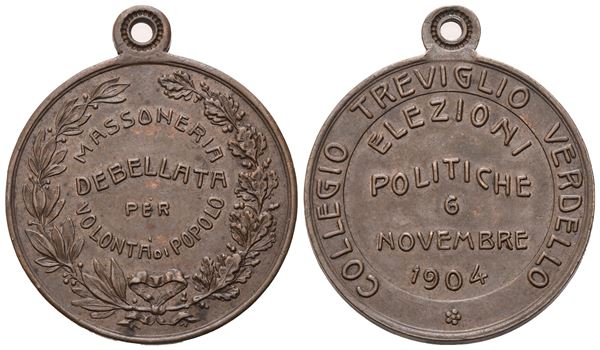 MASSONERIA
DEBELLATA
PER
VOLONTÀ DI POPOLO
COLLEGIO TREVIGLIO VERDELLO
ELEZIONI
POLITICHE
6
NOVEMBRE
1904